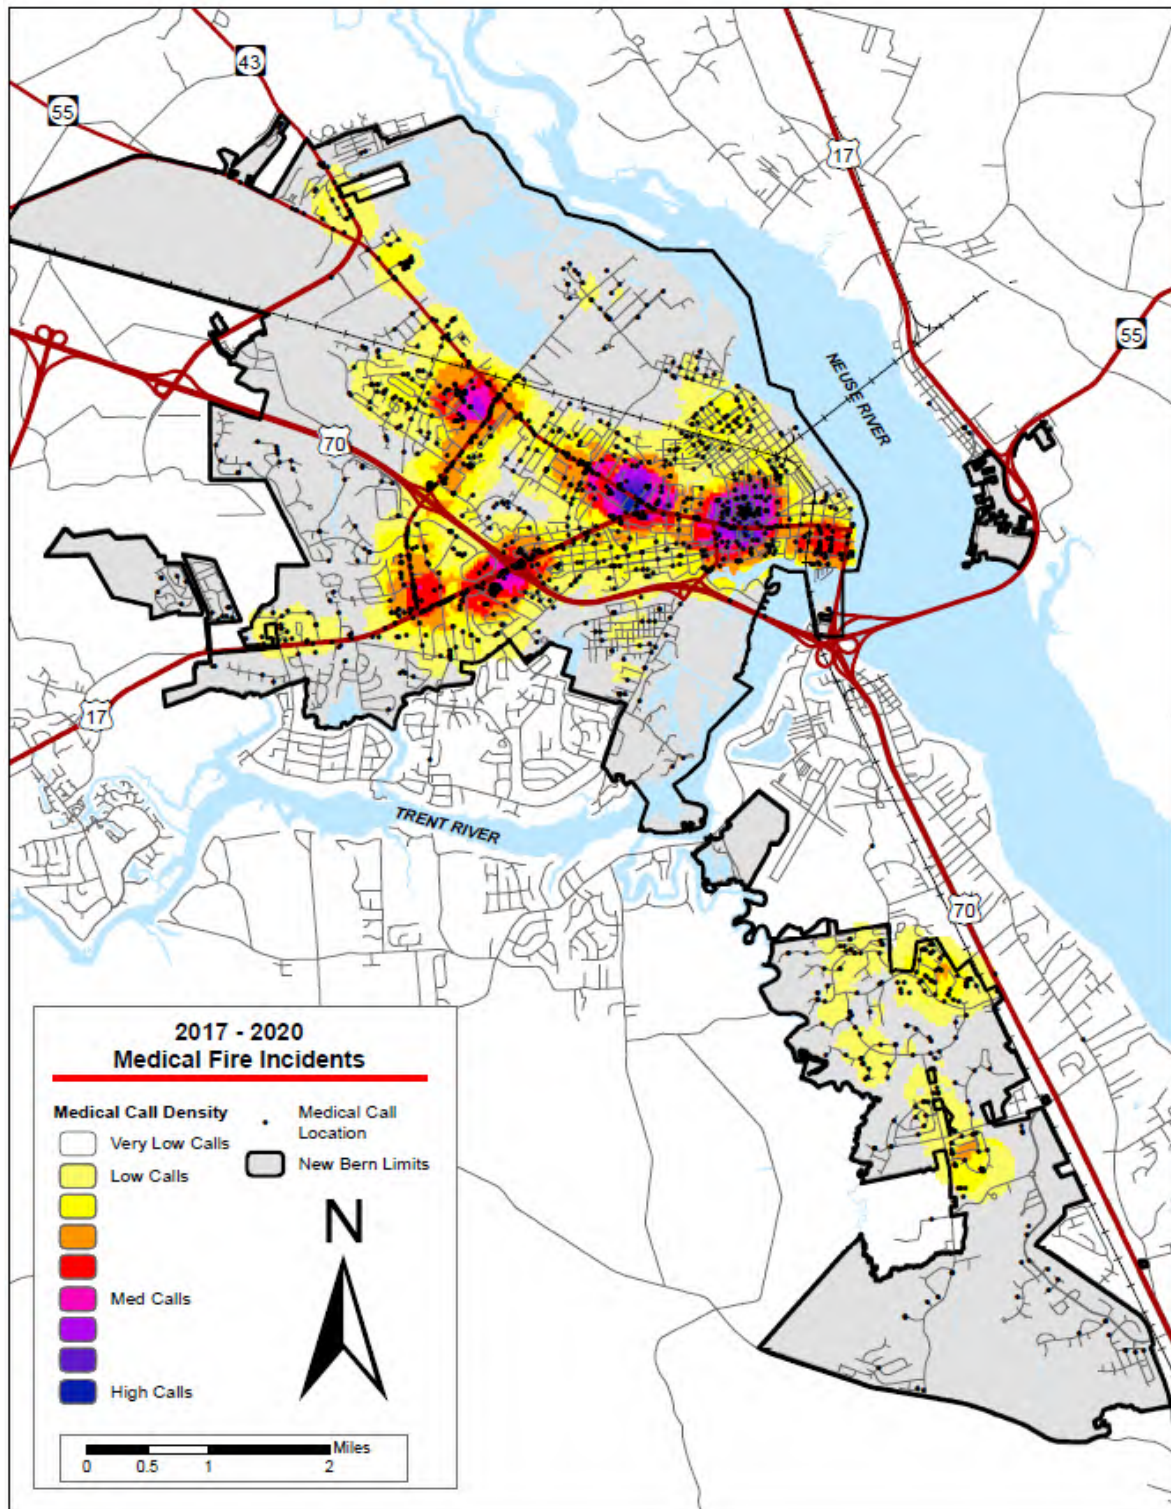 43
55
17
55
NEUSE RIVER
70
17
TRENT RIVER
70
2017 - 2020
Medical Fire Incidents
Medical Call Density
Very Low Calls
Low Calls
Med Calls
High Calls
Medical Call
Location
New Bern Limits
N
Miles
0 0.5 1 2